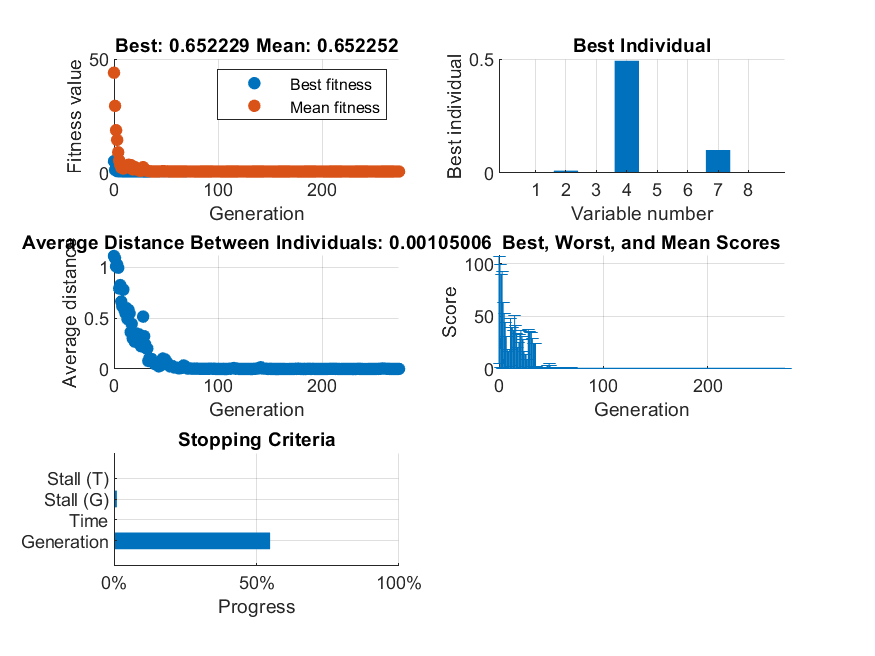 Best: 0.652229 Mean: 0.652252
Fitness value
50
0
0
100
200
Generation
Best fitness
Mean fitness
Best Individual
Best individual
0.5
0
1 2 3 4 5 6 7 8
Variable number
Average Distance Between Individuals: 0.00105006
Average distance
1
0.5
0
0
100
200
Generation
Best, Worst, and Mean Scores
Score
100
50
0
0
100
200
Generation
Stopping Criteria
Stall (T)
Stall (G)
Time
Generation
0%
50%
100%
Progress